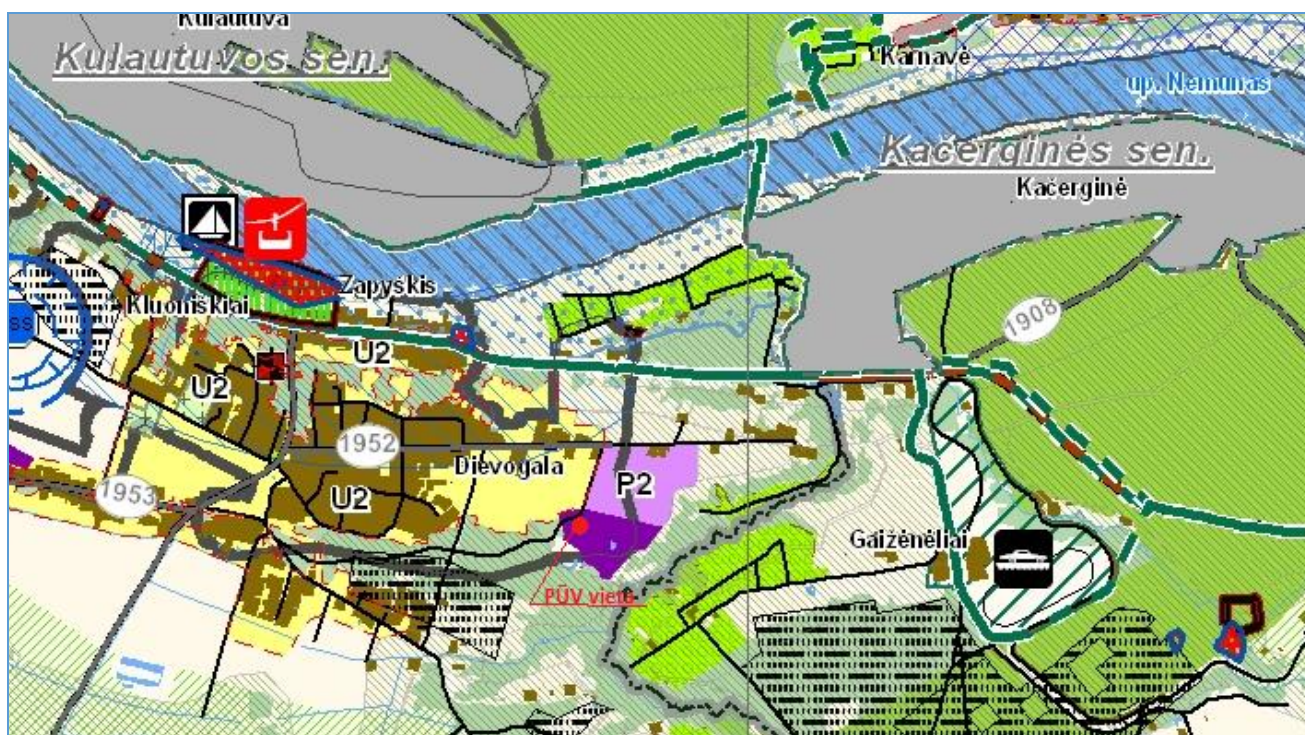 Kulautuva
Kulautuvos sen.
Karnavė
up. Nemunas
Kačerginės sen.
Kačerginė
Zapyškis
Kluoniškiai
1908
U2
U2
1952
Dievogala
P2
1953
U2
Gaižėnėliai
PŪV vieta